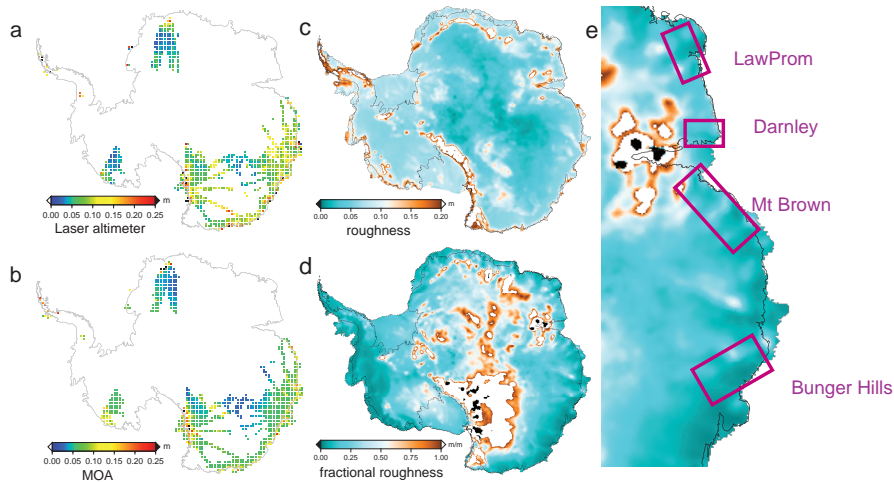 a
m
0.00 0.05 0.10 0.15 0.20 0.25
Laser altimeter
b
m
0.00 0.05 0.10 0.15 0.20 0.25
MOA
c
m
0.00 0.05 0.10 0.15 0.20
roughness
d
m/m
0.00 0.25 0.50 0.75 1.00
fractional roughness
e
LawProm
Darnley
Mt Brown
Bunger Hills